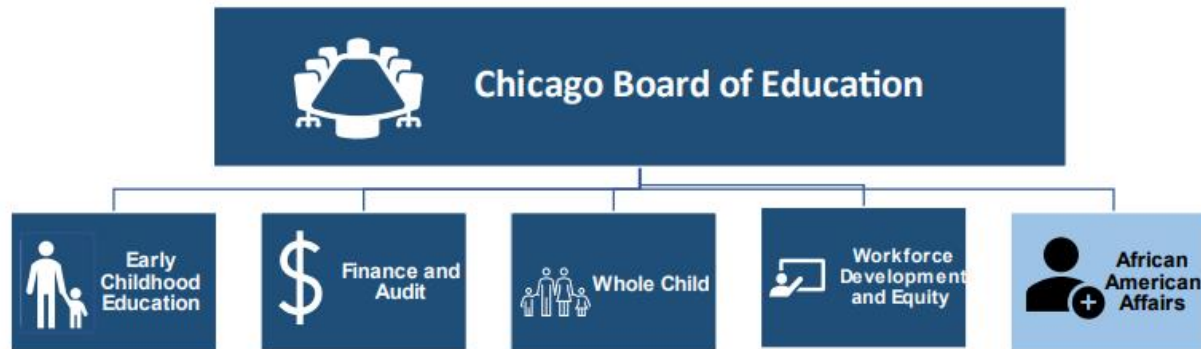 Chicago Board of Education
Early
Childhood
Education
$
Finance and
Audit
Whole Child
Workforce
Development
and Equity
African
American
Affairs